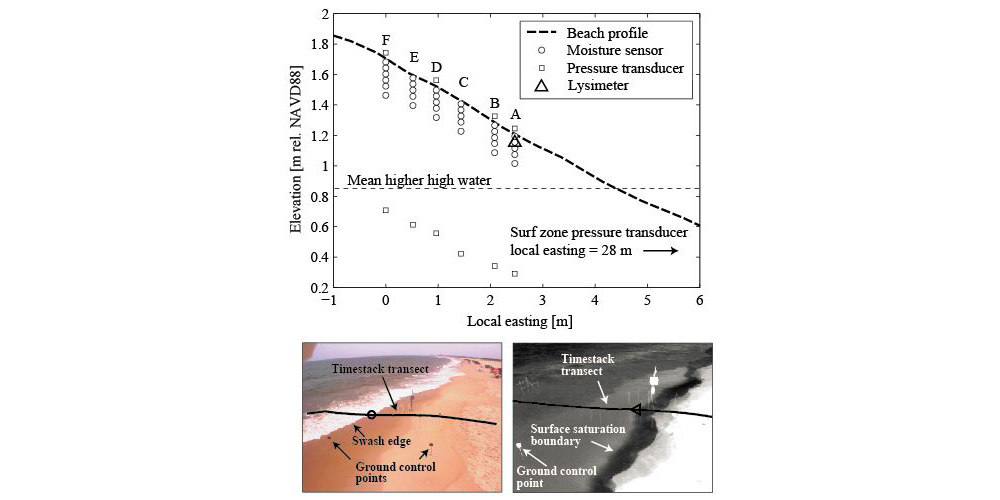 2
1.8
1.6
1.4
1.2
1
0.8
0.6
0.4
0.2
Elevation [m rel. NAVD88]
F
E
D
C
B
A
Beach profile
Moisture sensor
Pressure transducer
Lysimeter
Mean higher high water
Surf zone pressure transducer
local easting = 28 m
−1 0 1 2 3 4 5 6
Local easting [m]
Timestack transect
Swash edge
Ground control
points
Timestack
transect
Surface saturation
boundary
Ground control
point